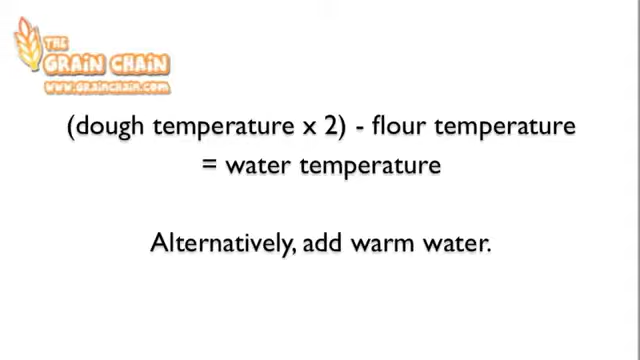 THE
GRAIN CHAIN
www.grainchain.com
(dough temperature x 2) - flour temperature
= water temperature
Alternatively, add warm water.